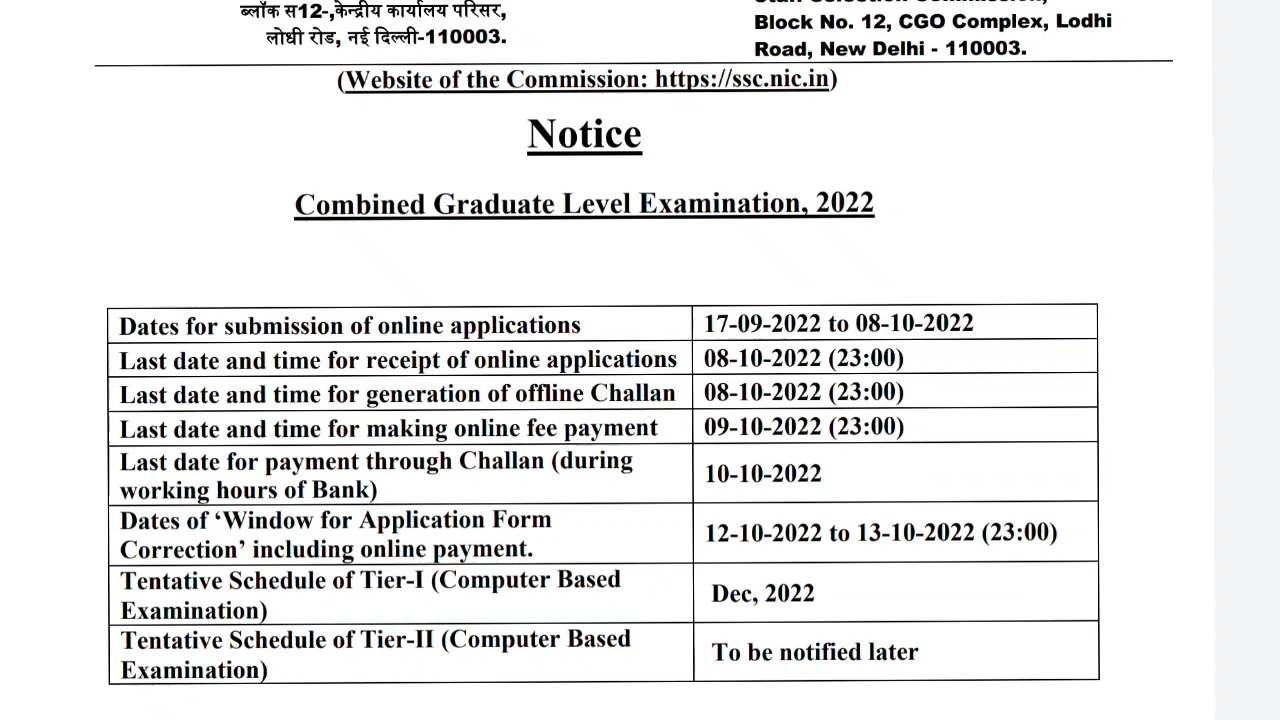 ब्लॉक स12-,केन्द्रीय कार्यालय परिसर,
लोधी रोड, नई दिल्ली-110003.
Staff Selection Commission,
Block No. 12, CGO Complex, Lodhi
Road, New Delhi - 110003.
(Website of the Commission: https://ssc.nic.in)
Notice
Combined Graduate Level Examination, 2022
Dates for submission of online applications 17-09-2022 to 08-10-2022
Last date and time for receipt of online applications 08-10-2022 (23:00)
Last date and time for generation of offline Challan 08-10-2022 (23:00)
Last date and time for making online fee payment 09-10-2022 (23:00)
Last date for payment through Challan (during
working hours of Bank)
10-10-2022
Dates of ‘Window for Application Form
Correction’ including online payment.
12-10-2022 to 13-10-2022 (23:00)
Tentative Schedule of Tier-I (Computer Based
Examination)
Dec, 2022
Tentative Schedule of Tier-II (Computer Based
Examination)
To be notified later